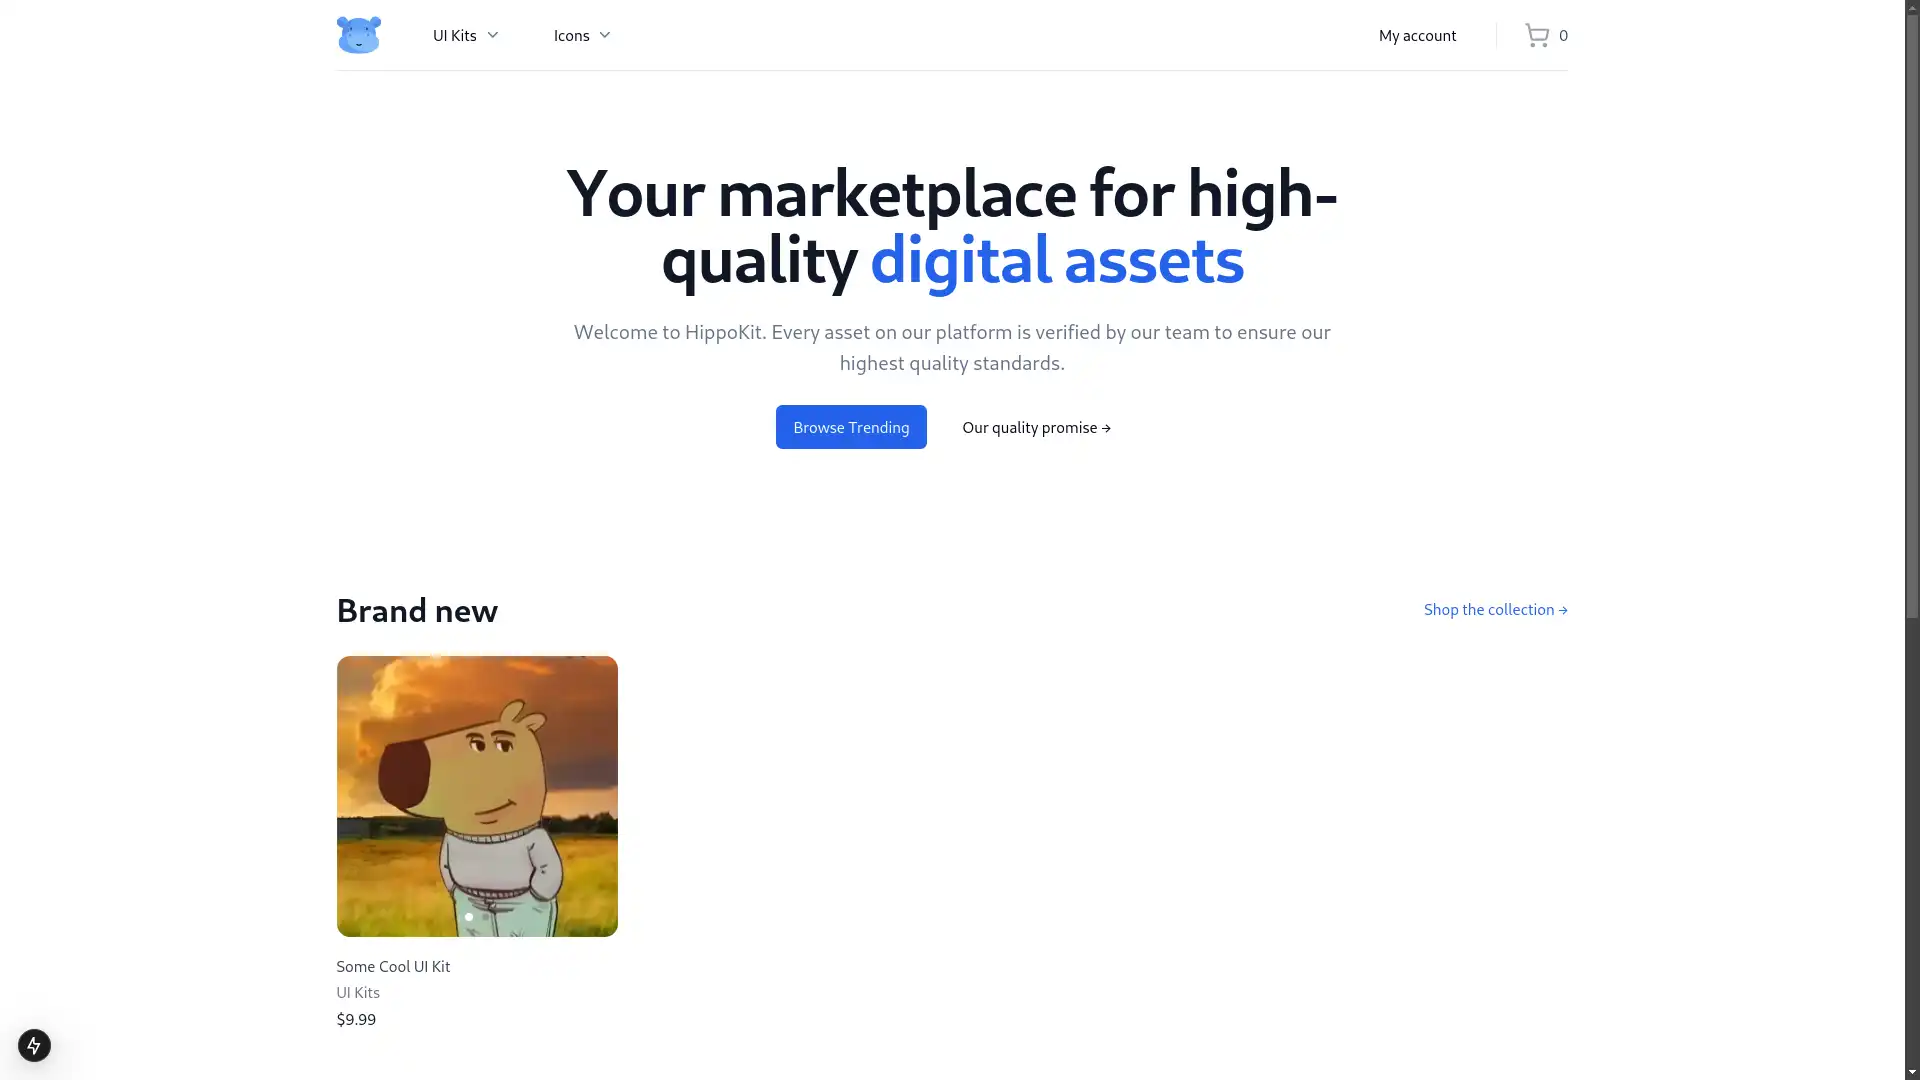 UI Kits
Icons
My account
0
Your marketplace for high-
quality digital assets
Welcome to HippoKit. Every asset on our platform is verified by our team to ensure our
highest quality standards.
Browse Trending
Our quality promise →
Brand new
Shop the collection →
Some Cool UI Kit
UI Kits
$9.99